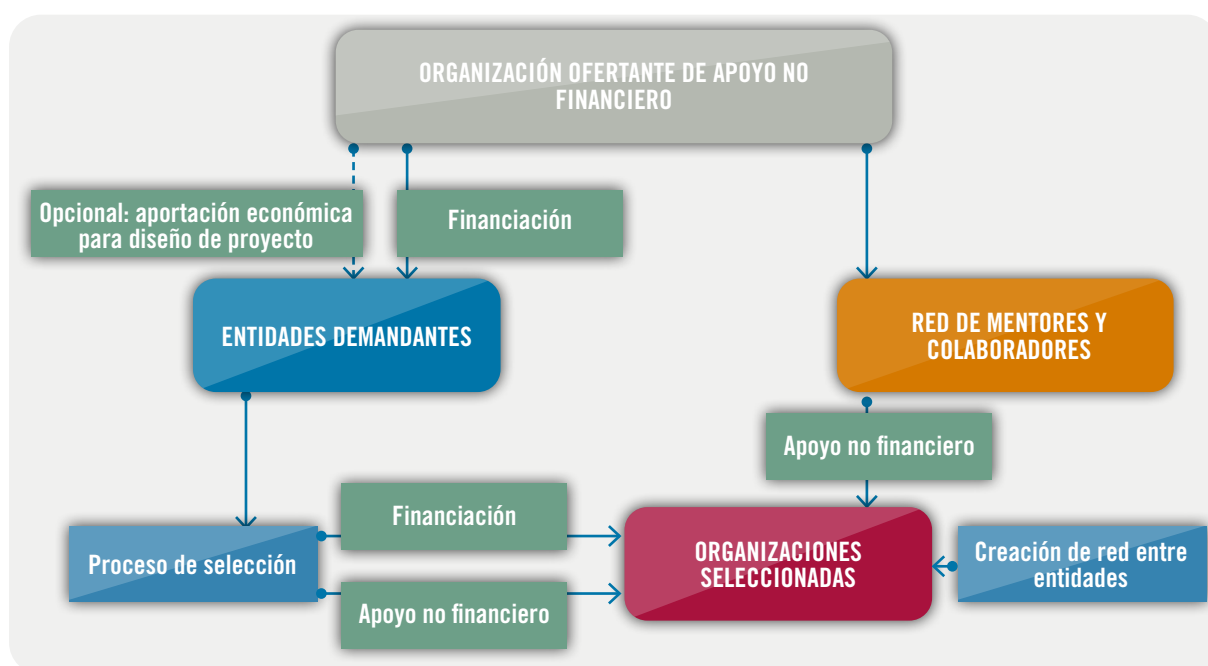 ORGANIZACIÓN OFERTANTE DE APOYO NO
FINANCIERO
Opcional: aportación económica
para diseño de proyecto
Financiación
ENTIDADES DEMANDANTES
RED DE MENTORES Y
COLABORADORES
Apoyo no financiero
Financiación
Proceso de selección
Apoyo no financiero
ORGANIZACIONES
SELECCIONADAS
Creación de red entre
entidades